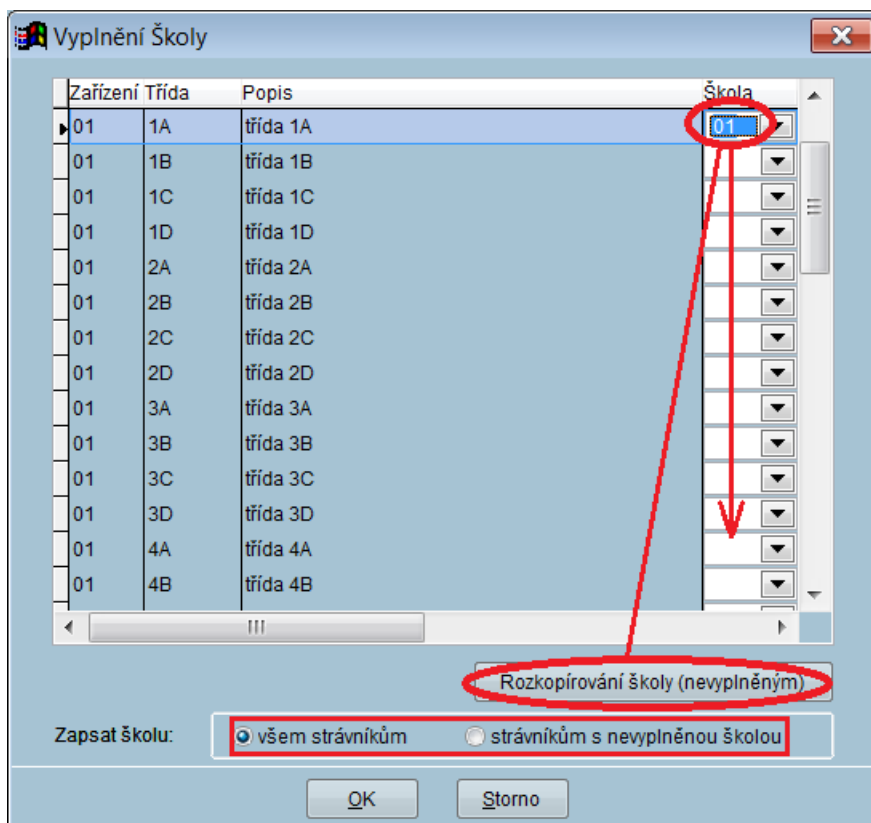 Vyplnění Školy
Zařízení Třída Popis Škola
01 1A třída 1A 01
01 1B třída 1B
01 1C třída 1C
01 1D třída 1D
01 2A třída 2A
01 2B třída 2B
01 2C třída 2C
01 2D třída 2D
01 3A třída 3A
01 3B třída 3B
01 3C třída 3C
01 3D třída 3D
01 4A třída 4A
01 4B třída 4B
Rozkopírování školy (nevyplněným)
Zapsat školu: všem strávníkům strávníkům s nevyplněnou školou
OK Storno